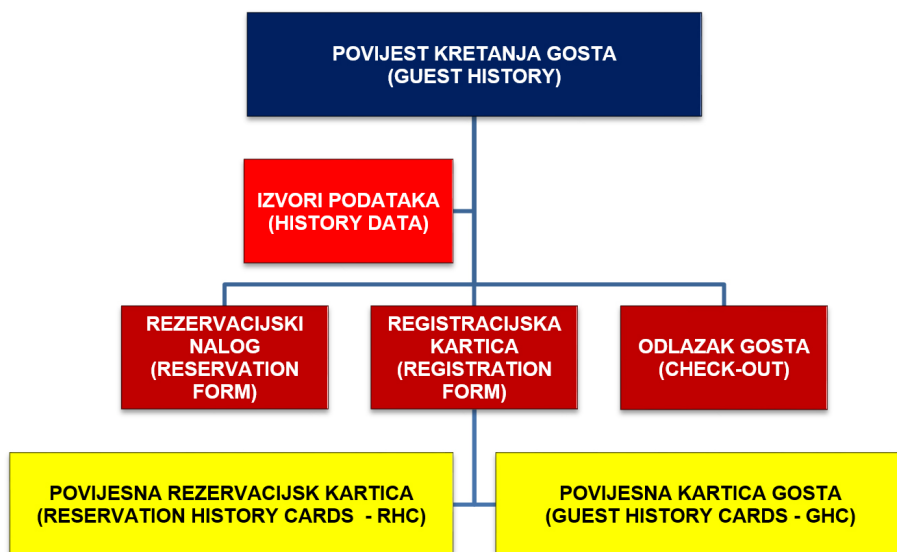 POVIJEST KRETANJA GOSTA
(GUEST HISTORY)
IZVORI PODATAKA
(HISTORY DATA)
REZERVACIJSKI
NALOG
(RESERVATION
FORM)
REGISTRACIJSKA
KARTICA
(REGISTRATION
FORM)
ODLAZAK GOSTA
(CHECK-OUT)
POVIJESNA REZERVACIJSK KARTICA
(RESERVATION HISTORY CARDS - RHC)
POVIJESNA KARTICA GOSTA
(GUEST HISTORY CARDS - GHC)